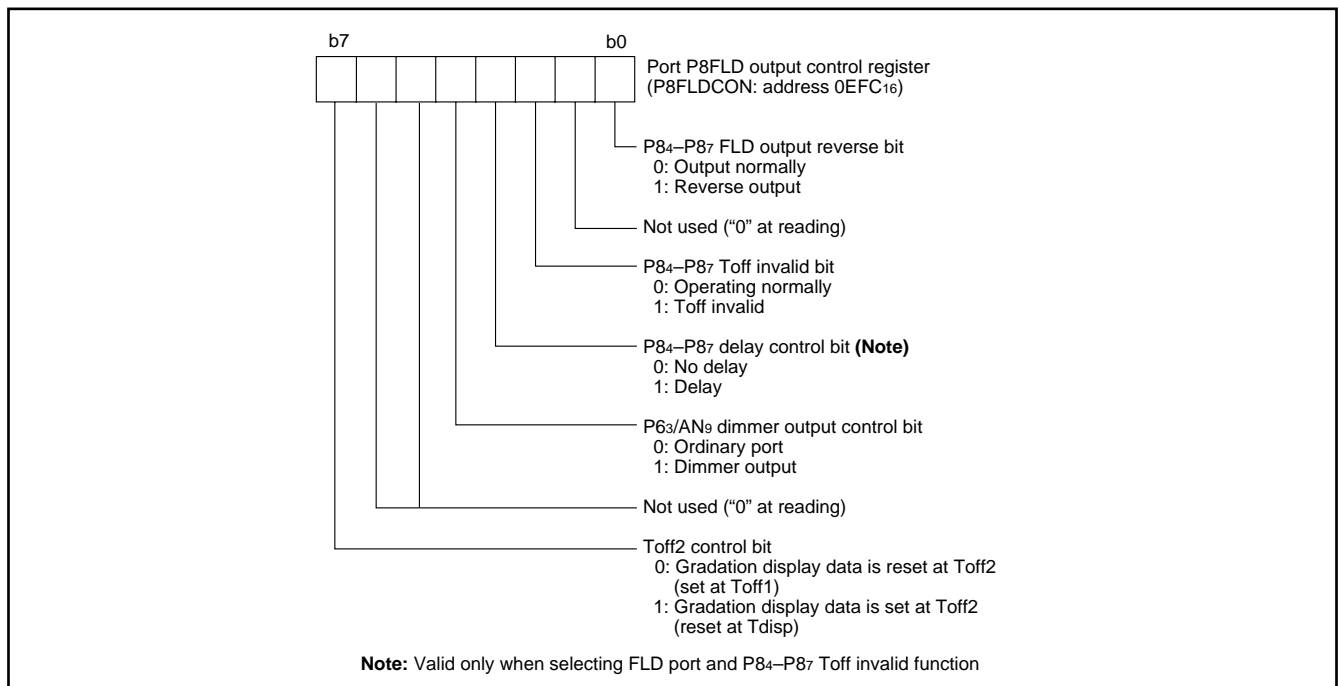 b7 b0
Port P8FLD output control register
(P8FLDCON: address 0EFC₁₆)
P8₄–P8₇ FLD output reverse bit
0: Output normally
1: Reverse output
Not used (“0” at reading)
P8₄–P8₇ Toff invalid bit
0: Operating normally
1: Toff invalid
P8₄–P8₇ delay control bit (Note)
0: No delay
1: Delay
P6₃/AN₉ dimmer output control bit
0: Ordinary port
1: Dimmer output
Not used (“0” at reading)
Toff2 control bit
0: Gradation display data is reset at Toff2
(set at Toff1)
1: Gradation display data is set at Toff2
(reset at Tdisp)
Note: Valid only when selecting FLD port and P8₄–P8₇ Toff invalid function